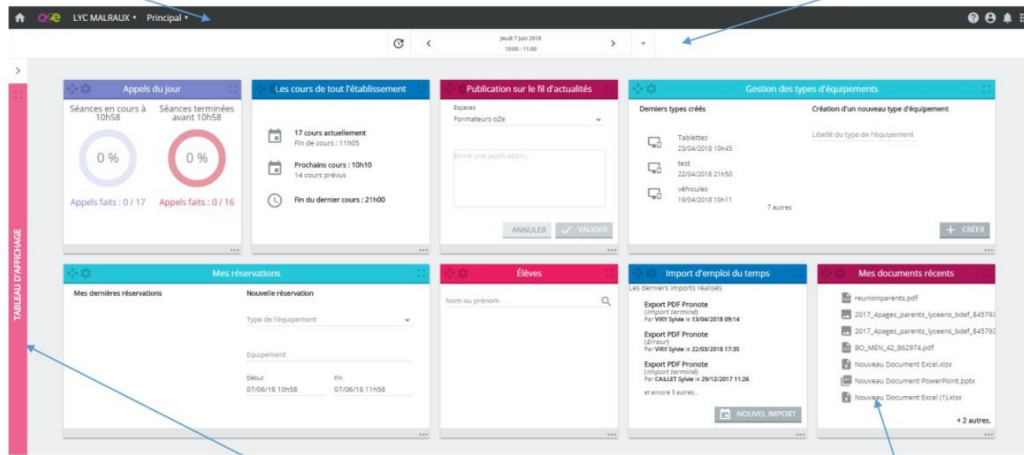 oZe LYC MALRAUX Principal
Jeudi 7 Juin 2018
10:00 - 11:00
TABLEAU D'AFFICHAGE
Appels du jour
Séances en cours à 10h58
Séances terminées avant 10h58
0 %
0 %
Appels faits : 0 / 17
Appels faits : 0 / 16
Les cours de tout l'établissement
17 cours actuellement
Fin de cours : 11h05
Prochains cours : 10h10
14 cours prévus
Fin du dernier cours : 21h00
Publication sur le fil d'actualités
Espaces
Formateurs oZe
Ecrire une publication...
ANNULER
VALIDER
Gestion des types d'équipements
Derniers types créés
Tablettes
23/04/2018 10h45
test
22/04/2018 21h50
véhicules
19/04/2018 10h11
7 autres
Création d'un nouveau type d'équipement
Libellé du type de l'équipement
+ CRÉER
Mes réservations
Mes dernières réservations
Nouvelle réservation
Type de l'équipement
Equipement
Début
07/06/18 10h58
Fin
07/06/18 11h58
Élèves
Nom ou prénom
Import d'emploi du temps
Les derniers imports réalisés
Export PDF Pronote
(Import terminé)
Par VIRY Sylvie le 13/04/2018 09:14
Export PDF Pronote
(Erreur)
Par VIRY Sylvie le 22/03/2018 17:35
Export PDF Pronote
(Import terminé)
Par CAILLET Sylvie le 29/12/2017 11:26
et encore 5 autres...
NOUVEL IMPORT
Mes documents récents
reunionparents.pdf
2017_4pages_parents_lyceens_bdef_845793
2017_4pages_parents_lyceens_bdef_845793
BO_MEN_42_862974.pdf
Nouveau Document Excel.xlsx
Nouveau Document PowerPoint.pptx
Nouveau Document Excel (1).xlsx
+ 2 autres.